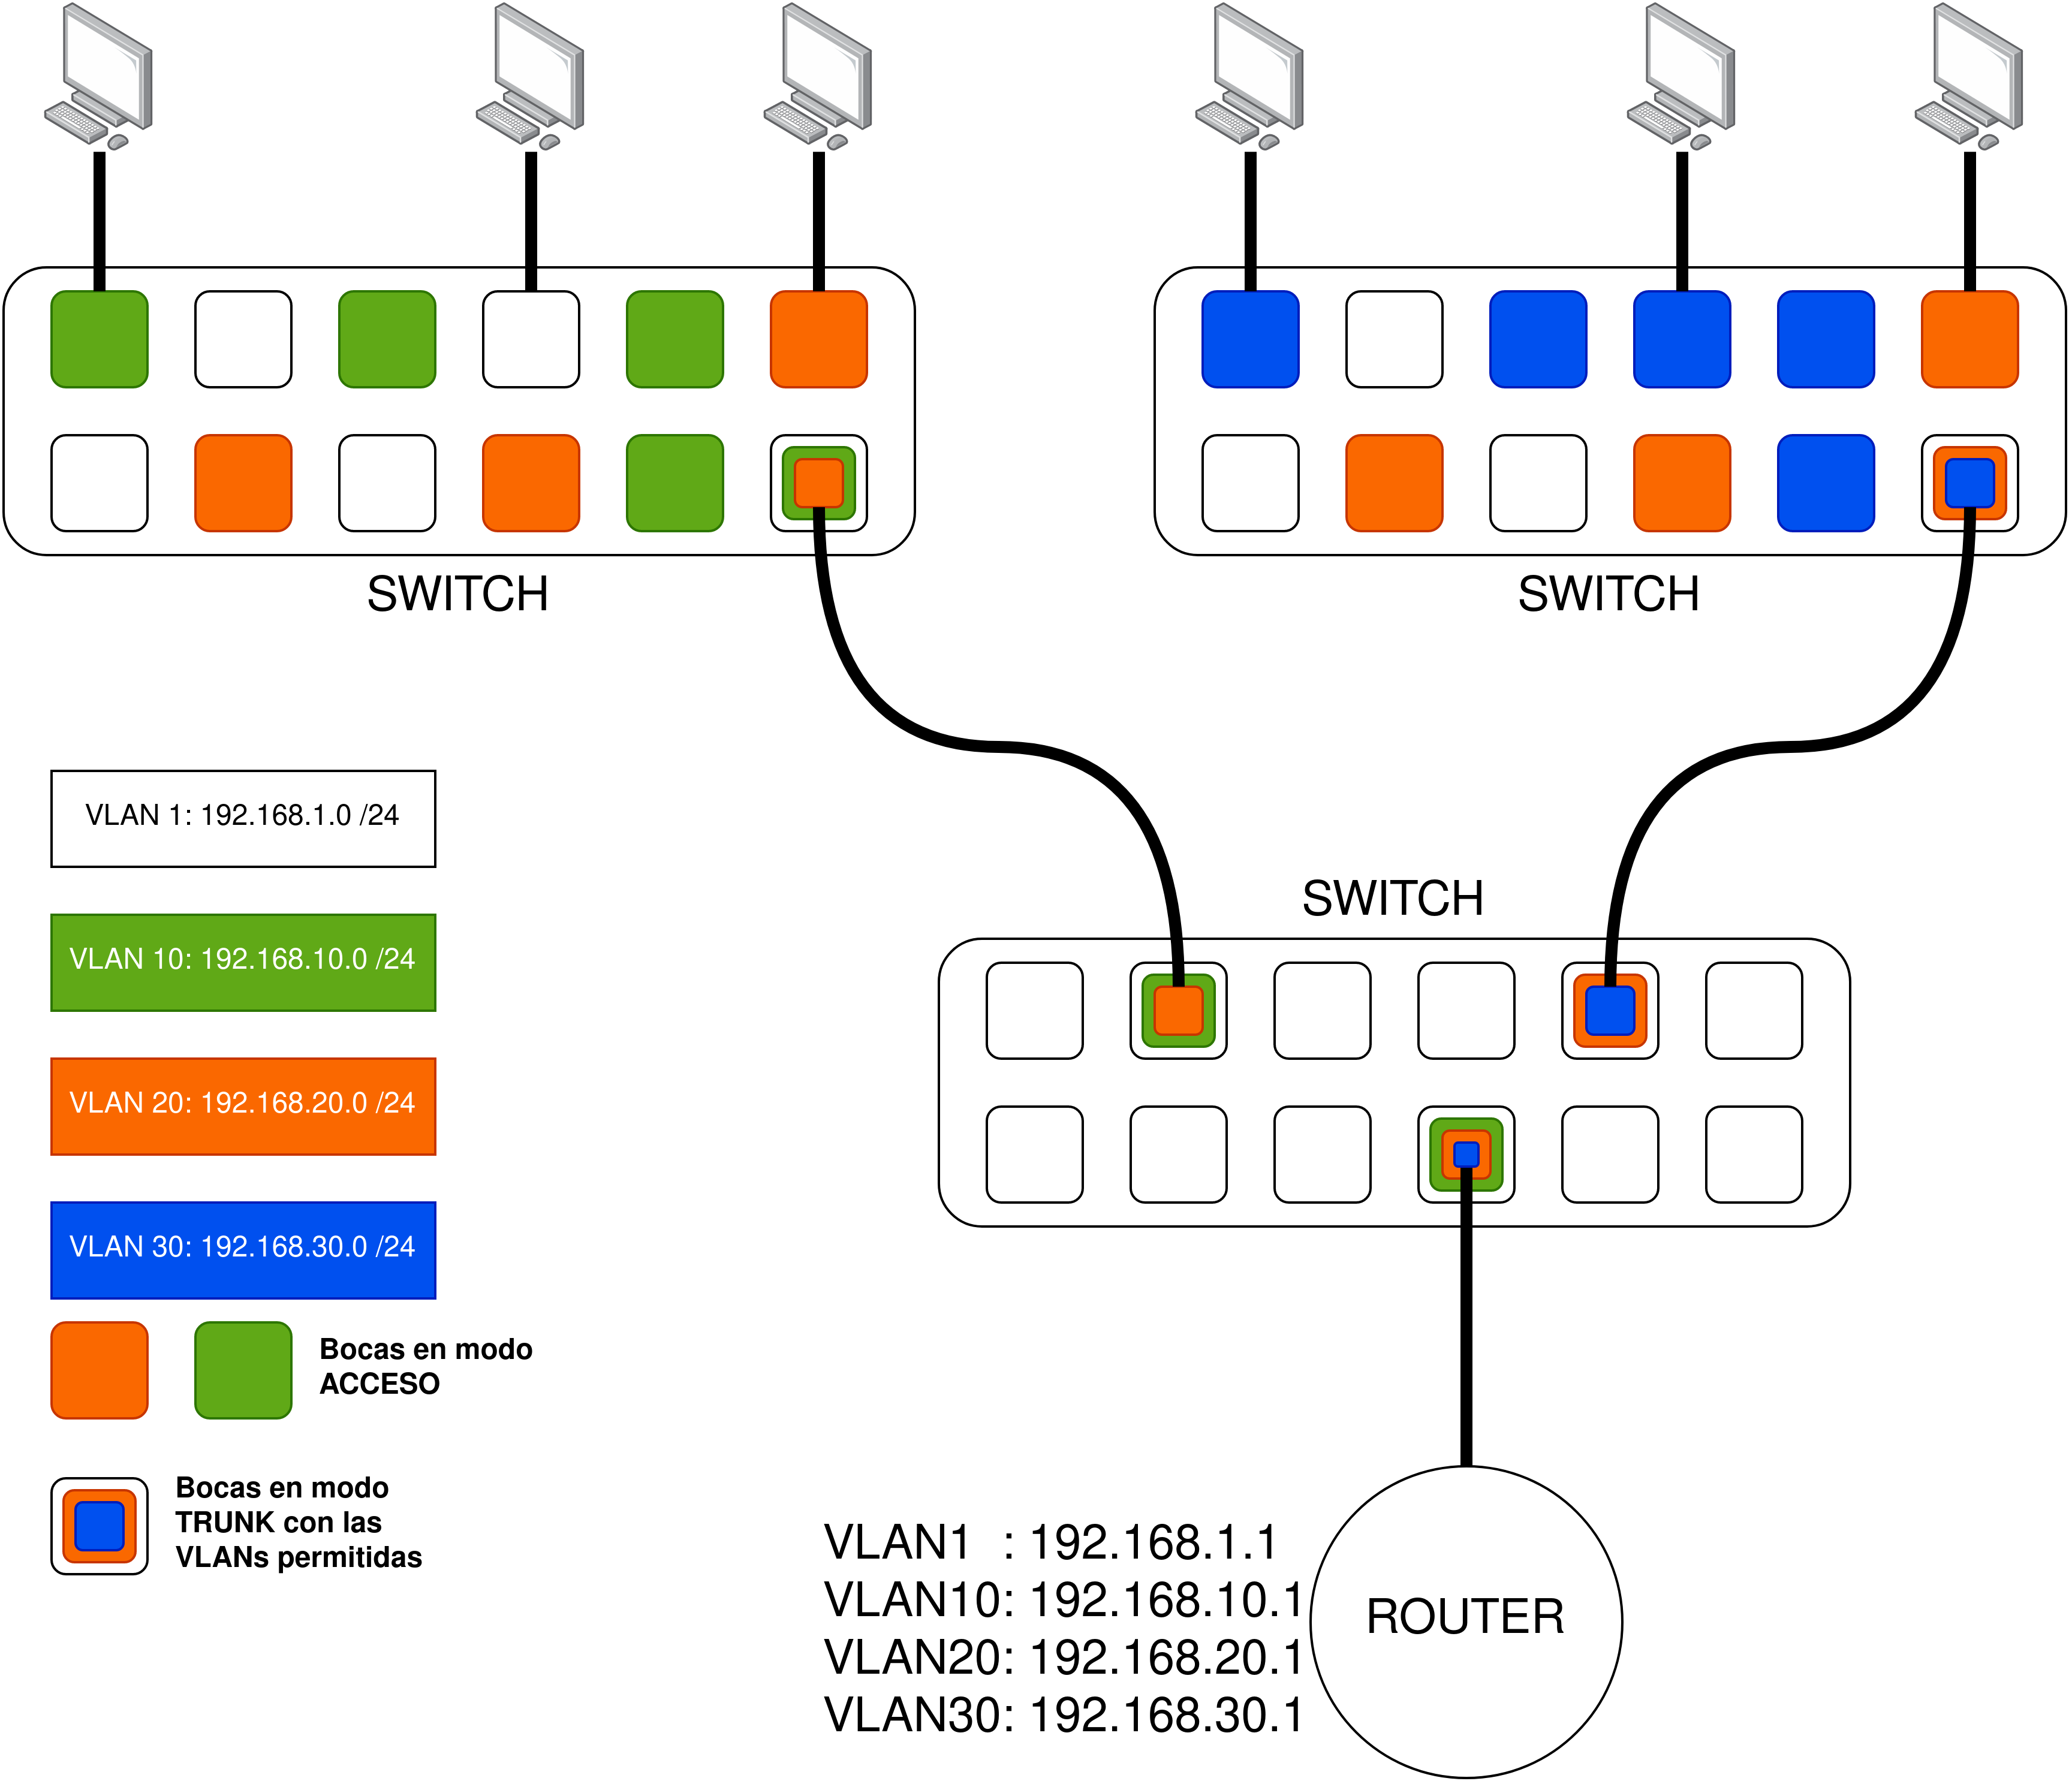 SWITCH
SWITCH
VLAN 1: 192.168.1.0 /24
VLAN 10: 192.168.10.0 /24
VLAN 20: 192.168.20.0 /24
VLAN 30: 192.168.30.0 /24
Bocas en modo
ACCESO
Bocas en modo
TRUNK con las
VLANs permitidas
SWITCH
VLAN1 : 192.168.1.1
VLAN10: 192.168.10.1
VLAN20: 192.168.20.1
VLAN30: 192.168.30.1
ROUTER